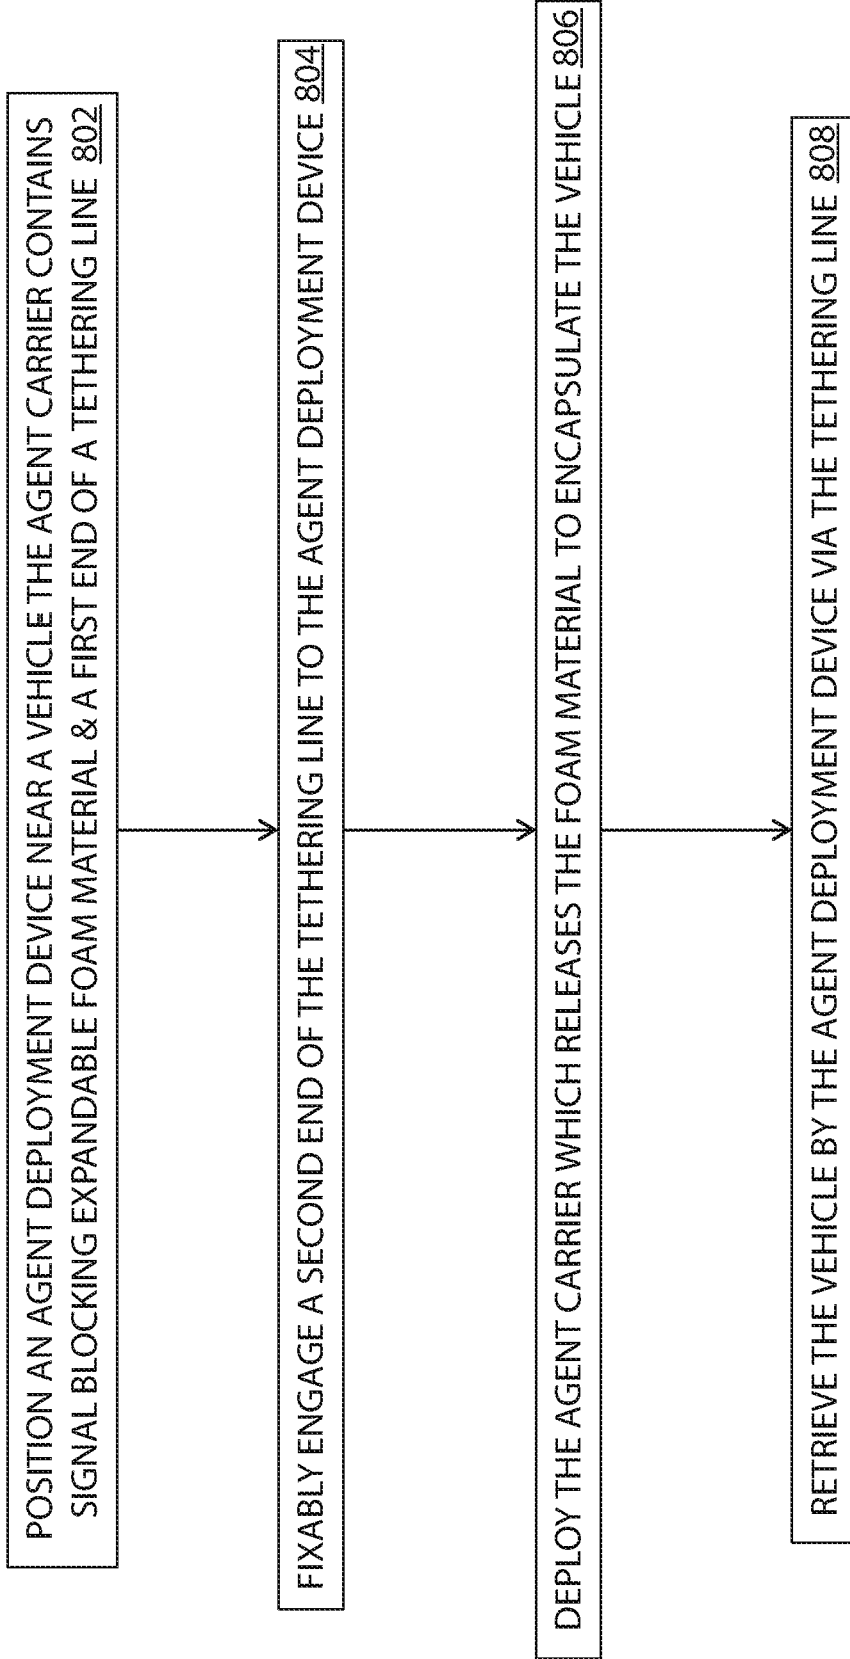 POSITION AN AGENT DEPLOYMENT DEVICE NEAR A VEHICLE THE AGENT CARRIER CONTAINS
SIGNAL BLOCKING EXPANDABLE FOAM MATERIAL & A FIRST END OF A TETHERING LINE 802
FIXABLY ENGAGE A SECOND END OF THE TETHERING LINE TO THE AGENT DEPLOYMENT DEVICE 804
DEPLOY THE AGENT CARRIER WHICH RELEASES THE FOAM MATERIAL TO ENCAPSULATE THE VEHICLE 806
RETRIEVE THE VEHICLE BY THE AGENT DEPLOYMENT DEVICE VIA THE TETHERING LINE 808